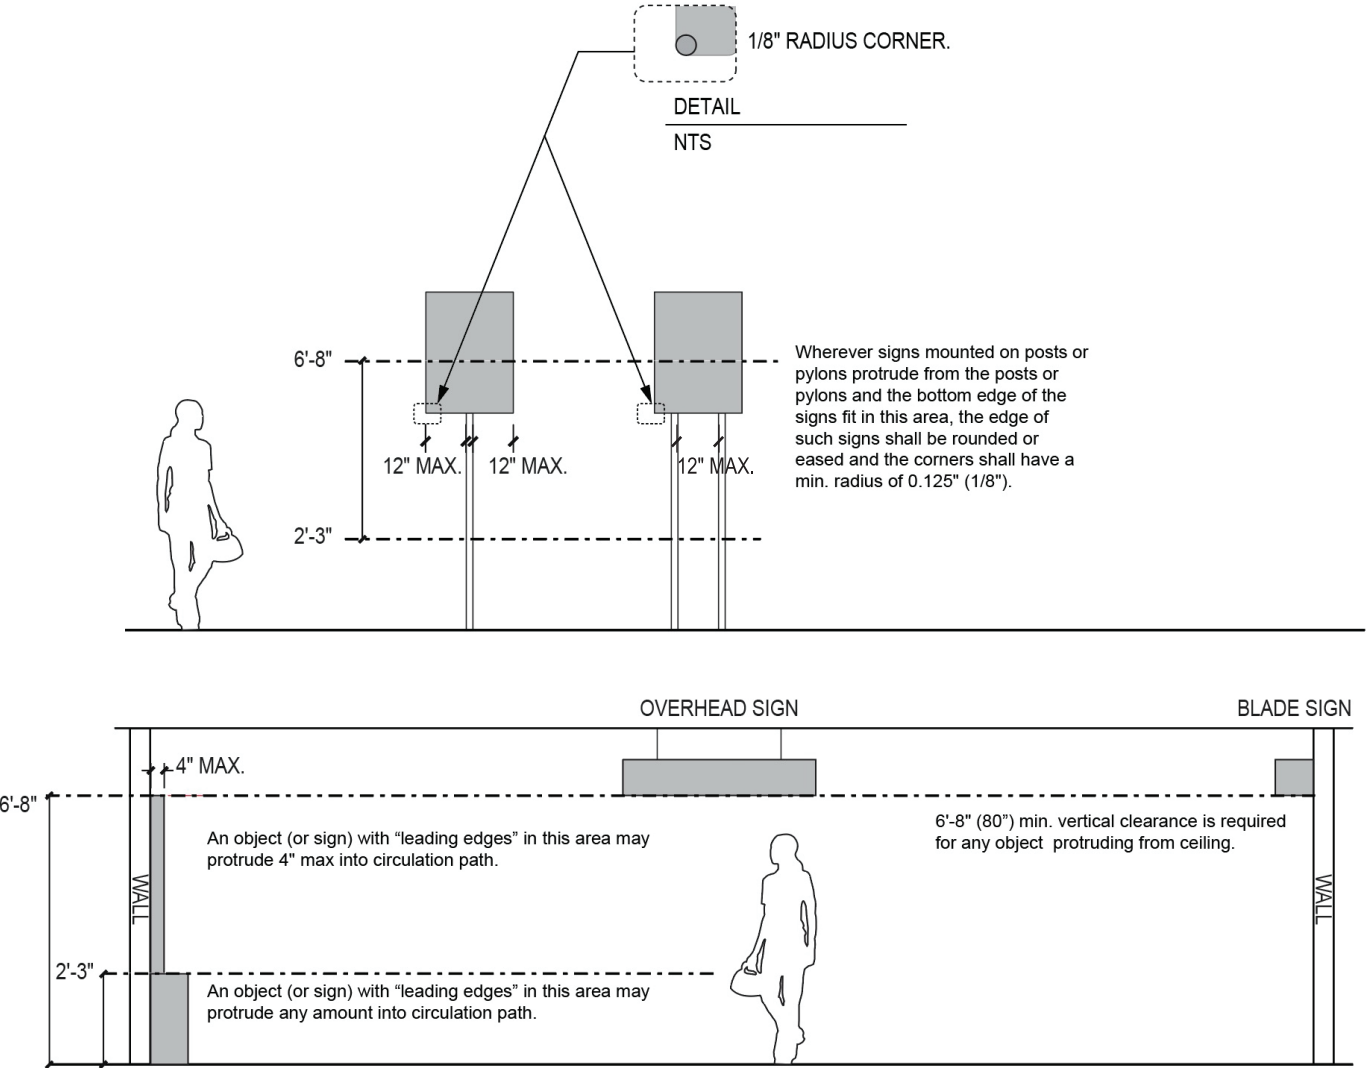 1/8" RADIUS CORNER.
DETAIL
NTS
6'-8"
Wherever signs mounted on posts or
pylons protrude from the posts or
pylons and the bottom edge of the
signs fit in this area, the edge of
such signs shall be rounded or
eased and the corners shall have a
min. radius of 0.125" (1/8").
12" MAX.
12" MAX.
12" MAX.
2'-3"
OVERHEAD SIGN
BLADE SIGN
4" MAX.
6'-8"
An object (or sign) with “leading edges” in this area may
protrude 4" max into circulation path.
6'-8" (80”) min. vertical clearance is required
for any object  protruding from ceiling.
WALL
WALL
2'-3"
An object (or sign) with “leading edges” in this area may
protrude any amount into circulation path.